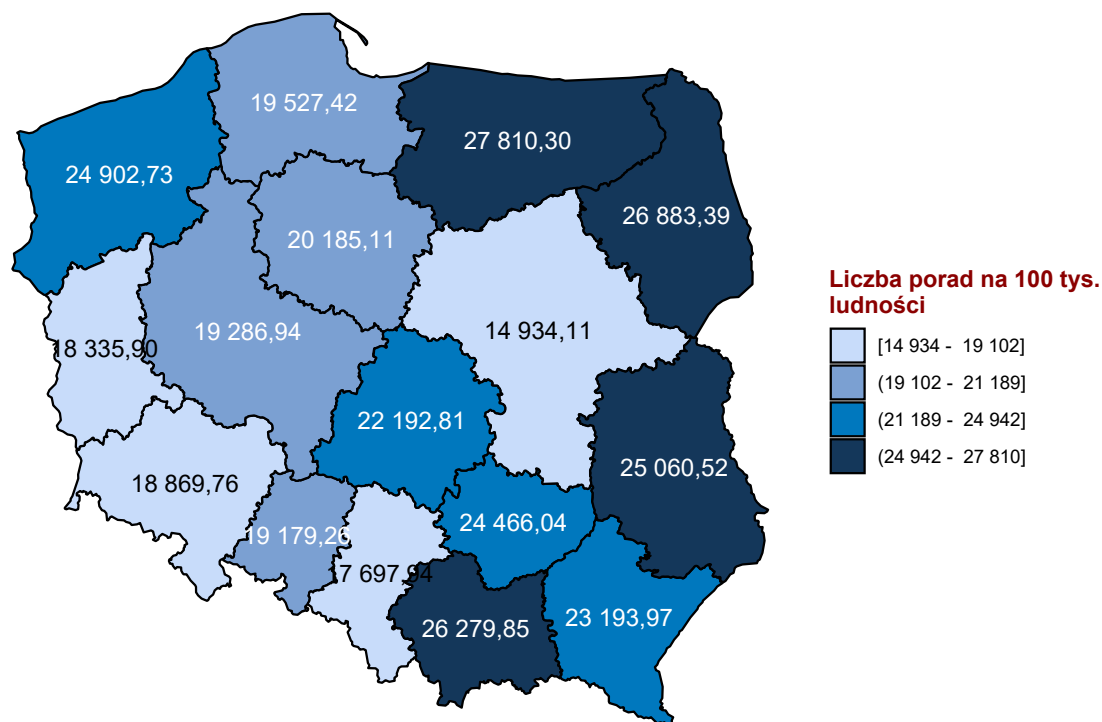 19 527,42
27 810,30
24 902,73
26 883,39
20 185,11
14 934,11
19 286,94
18 335,90
22 192,81
25 060,52
18 869,76
24 466,04
19 179,26
17 697,94
23 193,97
26 279,85
Liczba porad na 100 tys.
ludności
[14 934 - 19 102]
(19 102 - 21 189]
(21 189 - 24 942]
(24 942 - 27 810]